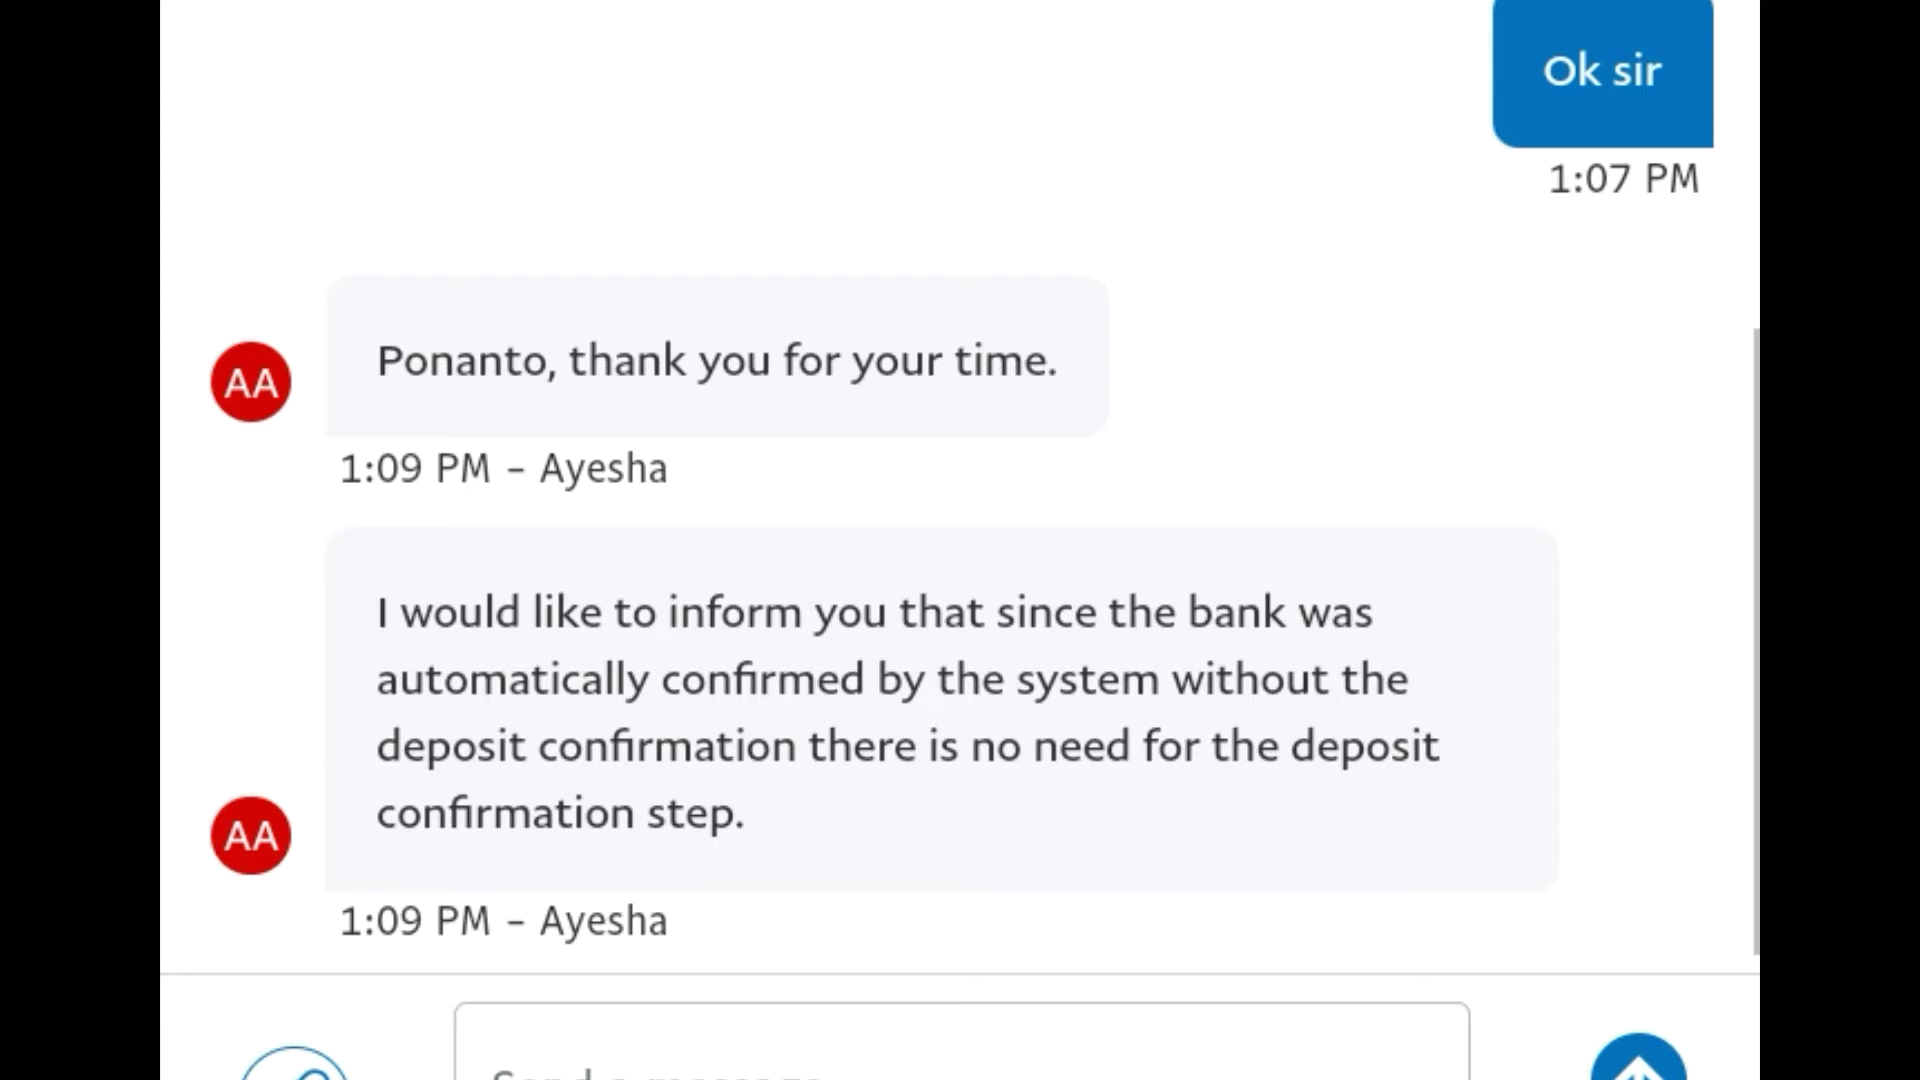 Ok sir
1:07 PM
AA
Ponanto, thank you for your time.
1:09 PM – Ayesha
I would like to inform you that since the bank was
automatically confirmed by the system without the
deposit confirmation there is no need for the deposit
confirmation step.
AA
1:09 PM – Ayesha
Send a message